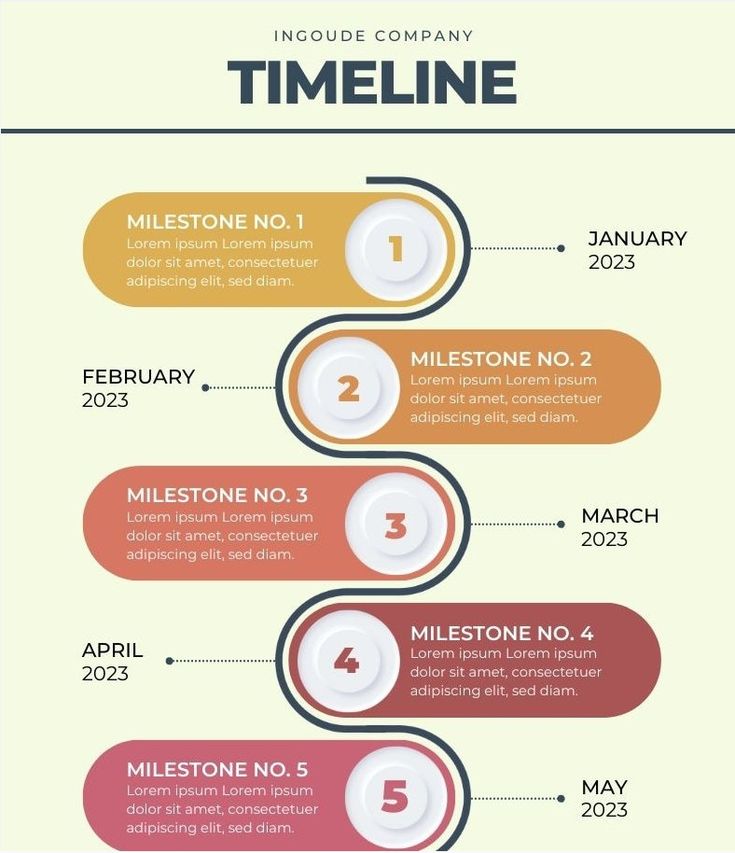 INGOUDE COMPANY
TIMELINE
MILESTONE NO. 1
Lorem ipsum Lorem ipsum
dolor sit amet, consectetuer
adipiscing elit, sed diam.
1
JANUARY
2023
FEBRUARY
2023
2
MILESTONE NO. 2
Lorem ipsum Lorem ipsum
dolor sit amet, consectetuer
adipiscing elit, sed diam.
MILESTONE NO. 3
Lorem ipsum Lorem ipsum
dolor sit amet, consectetuer
adipiscing elit, sed diam.
3
MARCH
2023
APRIL
2023
4
MILESTONE NO. 4
Lorem ipsum Lorem ipsum
dolor sit amet, consectetuer
adipiscing elit, sed diam.
MILESTONE NO. 5
Lorem ipsum Lorem ipsum
dolor sit amet, consectetuer
adipiscing elit, sed diam.
5
MAY
2023